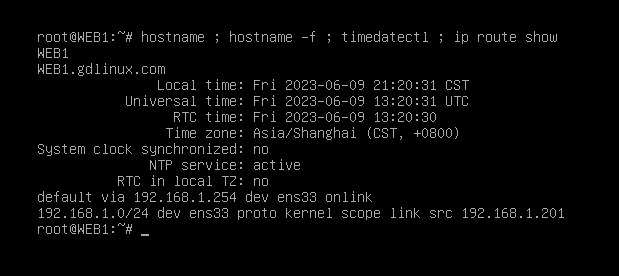 root@WEB1:~# hostname ; hostname -f ; timedatectl ; ip route show
WEB1
WEB1.gdlinux.com
Local time: Fri 2023-06-09 21:20:31 CST
Universal time: Fri 2023-06-09 13:20:31 UTC
RTC time: Fri 2023-06-09 13:20:30
Time zone: Asia/Shanghai (CST, +0800)
System clock synchronized: no
NTP service: active
RTC in local TZ: no
default via 192.168.1.254 dev ens33 onlink
192.168.1.0/24 dev ens33 proto kernel scope link src 192.168.1.201
root@WEB1:~# _